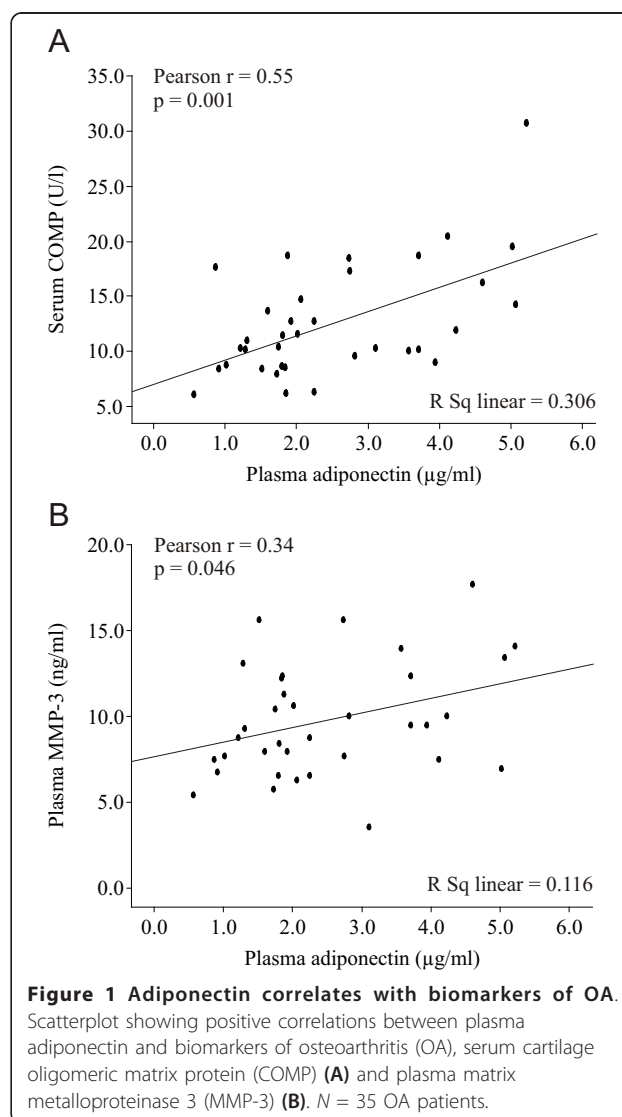 A
Pearson r = 0.55
p = 0.001
35.0
30.0
25.0
20.0
15.0
10.0
5.0
Serum COMP (U/l)
R Sq linear = 0.306
0.0 1.0 2.0 3.0 4.0 5.0 6.0
Plasma adiponectin (µg/ml)
B
Pearson r = 0.34
p = 0.046
20.0
15.0
10.0
5.0
0.0
Plasma MMP-3 (ng/ml)
R Sq linear = 0.116
0.0 1.0 2.0 3.0 4.0 5.0 6.0
Plasma adiponectin (µg/ml)
Figure 1 Adiponectin correlates with biomarkers of OA.
Scatterplot showing positive correlations between plasma
adiponectin and biomarkers of osteoarthritis (OA), serum cartilage
oligomeric matrix protein (COMP) (A) and plasma matrix
metalloproteinase 3 (MMP-3) (B). N = 35 OA patients.